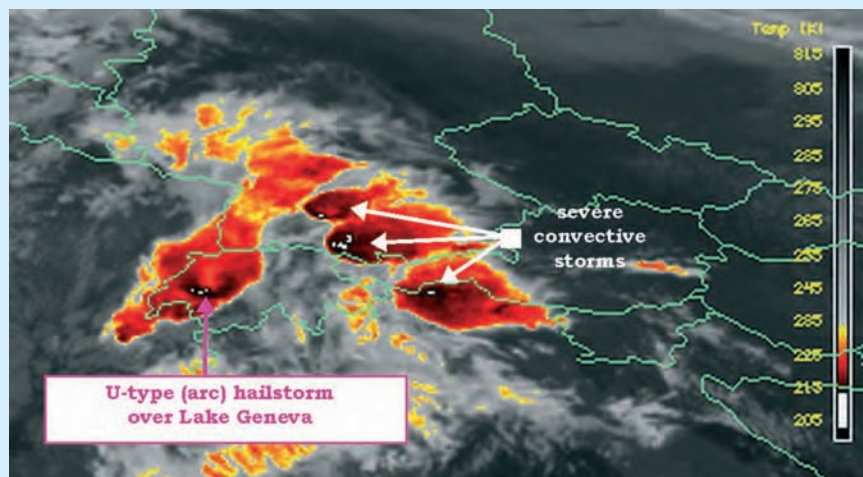 Temp (K)
315
305
295
285
275
265
255
245
235
225
215
205
severe
convective
storms
U-type (arc) hailstorm
over Lake Geneva